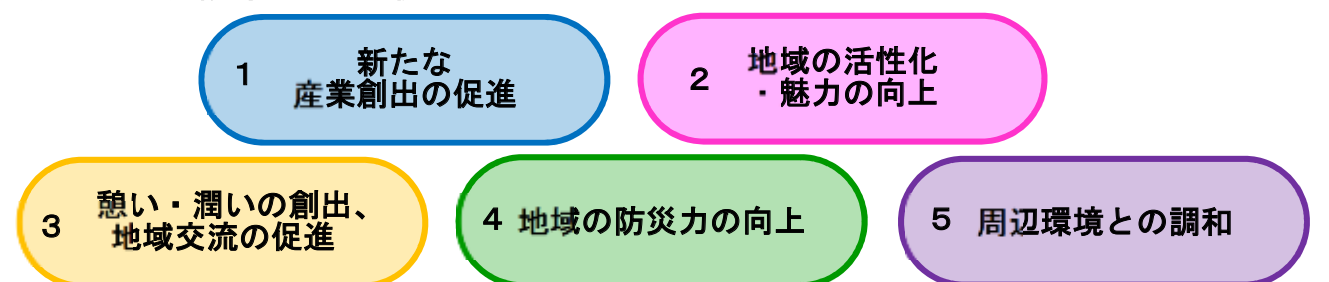 1 新たな
産業創出の促進
2 地域の活性化
・魅力の向上
3 憩い・潤いの創出、
地域交流の促進
4 地域の防災力の向上
5 周辺環境との調和